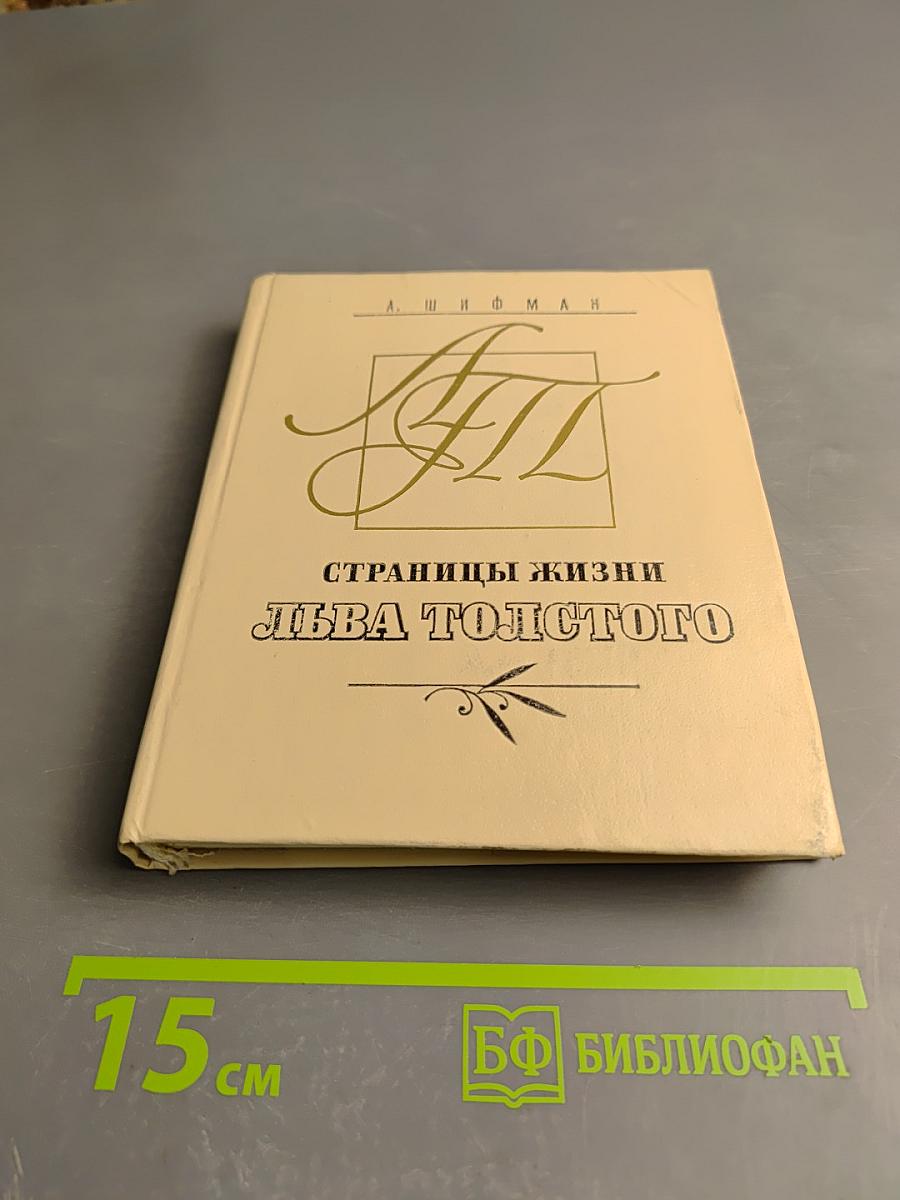 А. ШИФМАН
СТРАНИЦЫ ЖИЗНИ
ЛЬВА ТОЛСТОГО
15 см
БФ БИБЛИОФАН